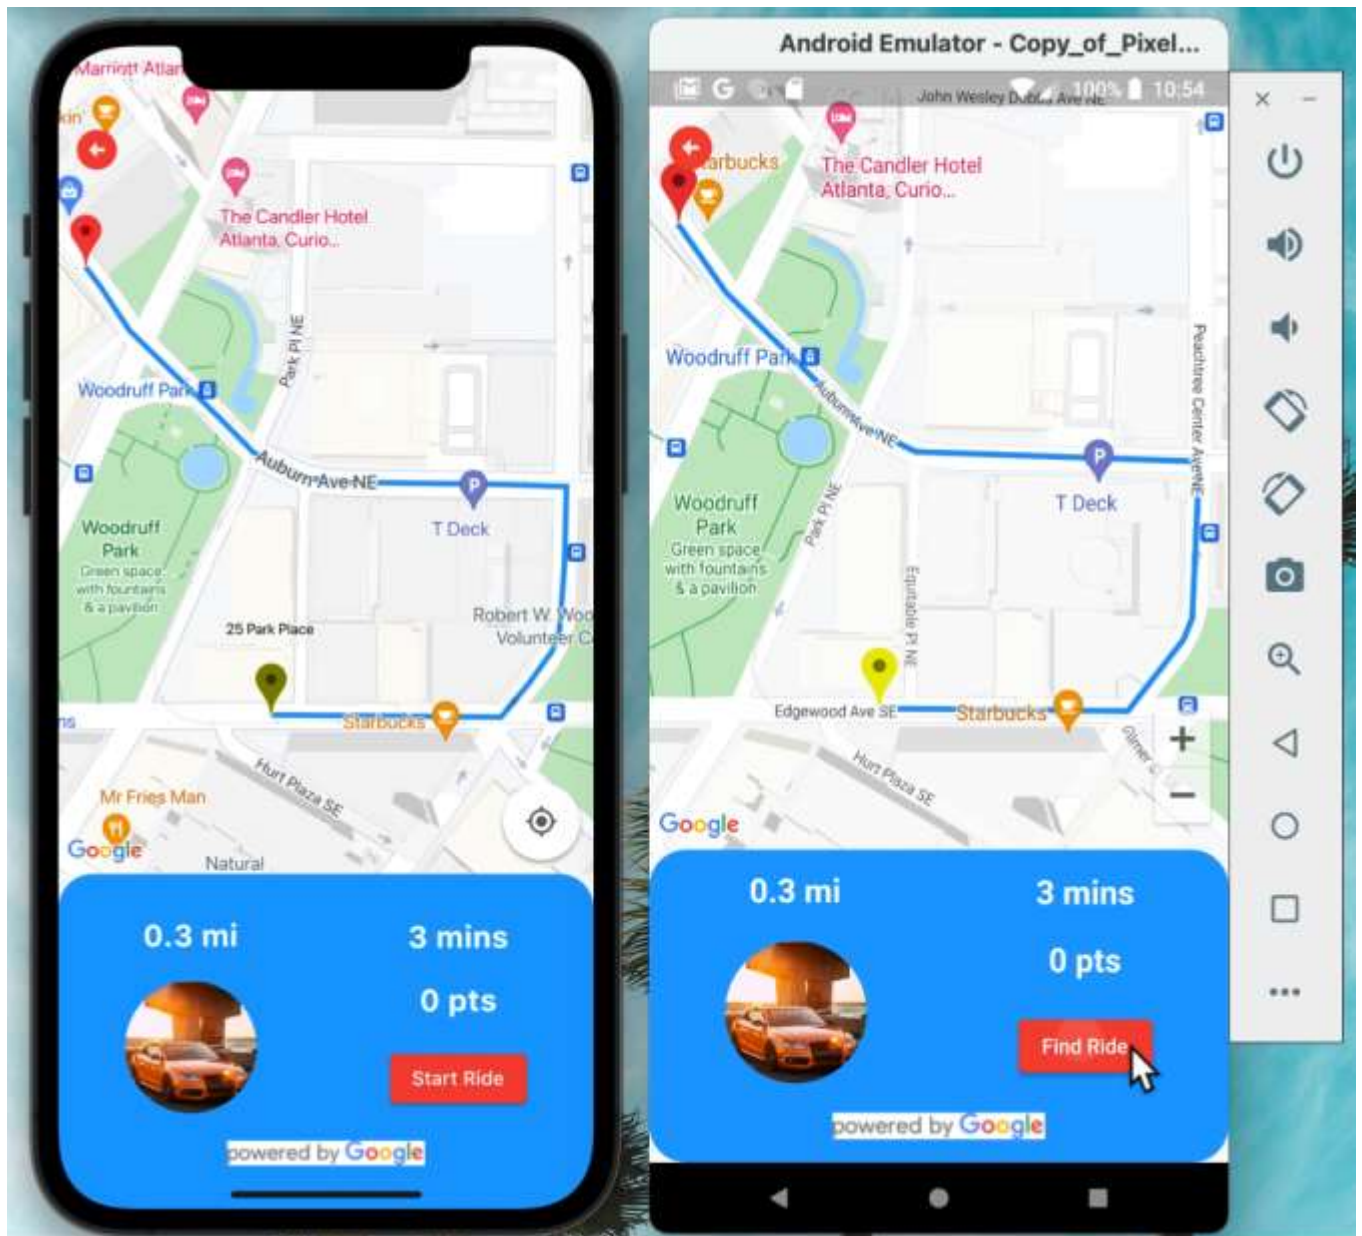 Marriott Atlan
kin'
The Candler Hotel
Atlanta, Curio...
Park Pl NE
Woodruff Park
Auburn Ave NE
P
T Deck
Woodruff
Park
Green space
with fountains
& a pavilion
Robert W. Woo
Volunteer C
25 Park Place
Starbucks
ns
Hurt Plaza SE
Mr Fries Man
Google
Natural
0.3 mi
3 mins
0 pts
Start Ride
powered by Google
Android Emulator - Copy_of_Pixel...
G
100%
10:54
John Wesley Dobbs Ave NE
Starbucks
The Candler Hotel
Atlanta, Curio...
Peachtree Center Ave NE
Woodruff Park
Auburn Ave NE
P
T Deck
Woodruff
Park
Green space
with fountains
& a pavilion
Park Pl NE
Equitable Pl NE
Edgewood Ave SE
Starbucks
Gilmer
Hurt Plaza SE
+
−
Google
0.3 mi
3 mins
0 pts
Find Ride
powered by Google